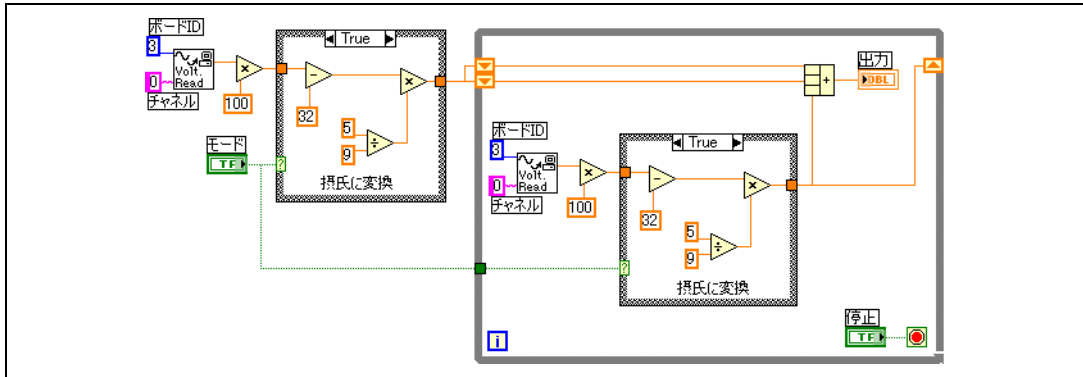 ボードID
3
Volt.
Read
0
チャネル
100
モード
TF
True
32
5
9
摂氏に変換
?
ボードID
3
Volt.
Read
0
チャネル
100
True
32
5
9
摂氏に変換
?
出力
DBL
停止
TF
i